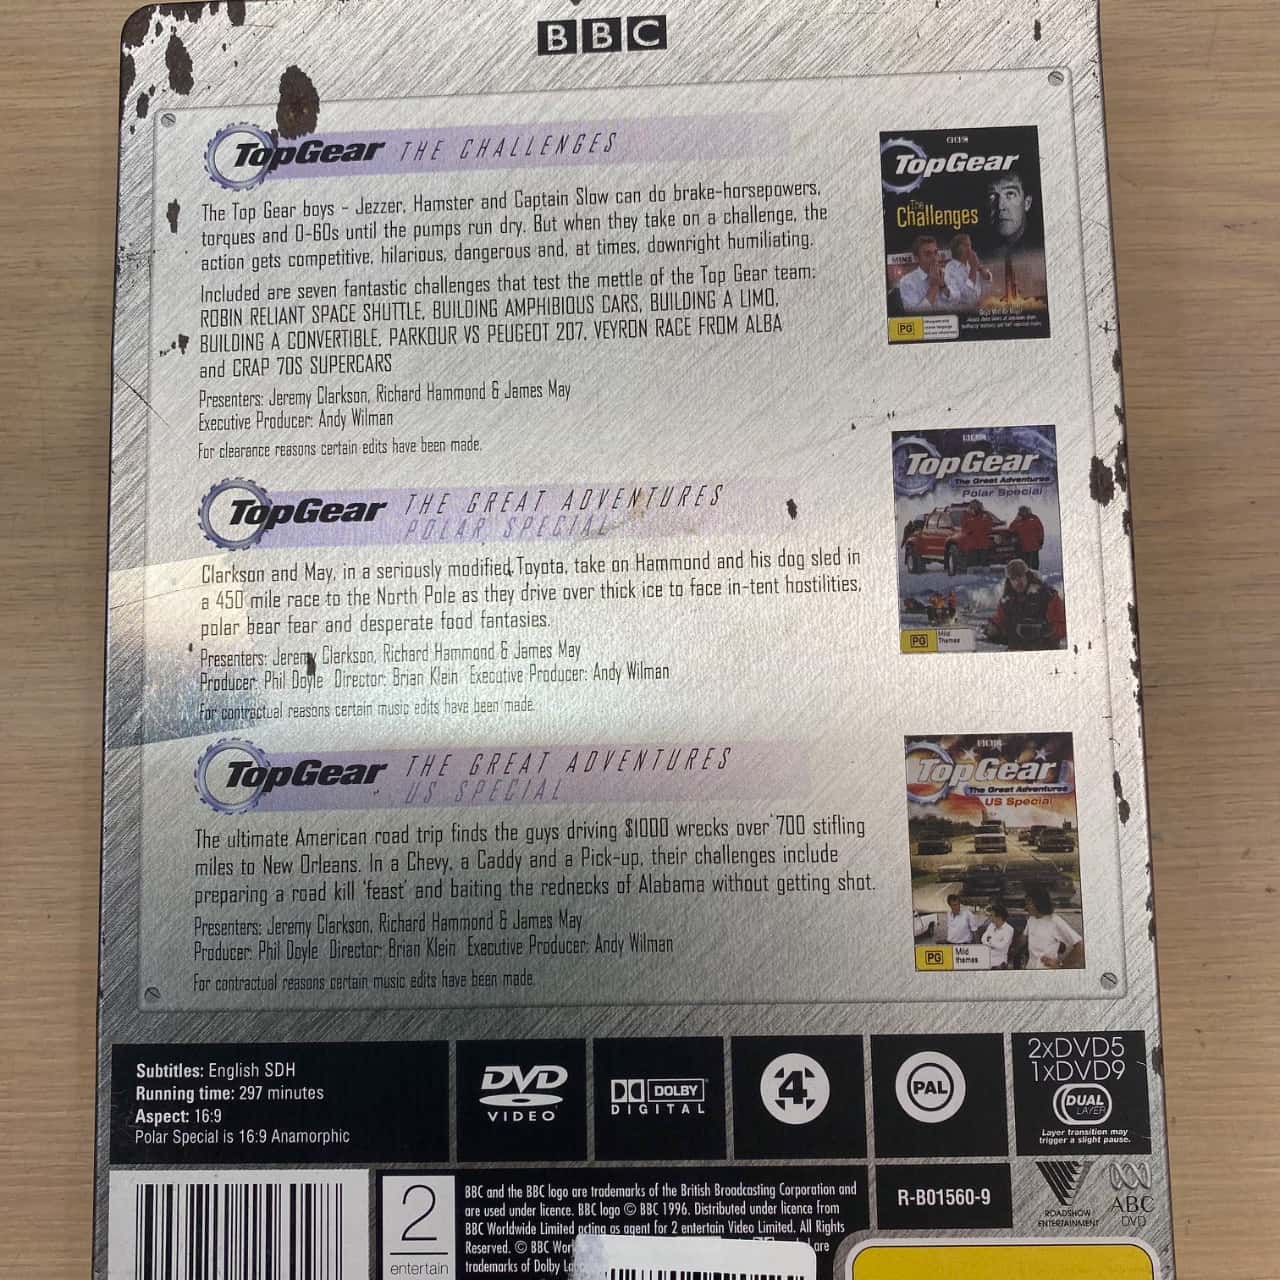 BBC
TopGear THE CHALLENGES
The Top Gear boys - Jezzer, Hamster and Captain Slow can do brake-horsepowers,
torques and 0-60s until the pumps run dry. But when they take on a challenge, the
action gets competitive, hilarious, dangerous and, at times, downright humiliating.
Included are seven fantastic challenges that test the mettle of the Top Gear team:
ROBIN RELIANT SPACE SHUTTLE, BUILDING AMPHIBIOUS CARS, BUILDING A LIMO,
BUILDING A CONVERTIBLE, PARKOUR VS PEUGEOT 207, VEYRON RACE FROM ALBA
and CRAP 70S SUPERCARS
Presenters: Jeremy Clarkson, Richard Hammond & James May
Executive Producer: Andy Wilman
For clearance reasons certain edits have been made.
BBC
TopGear
The
Challenges
PG
TopGear THE GREAT ADVENTURES
POLAR SPECIAL
Clarkson and May, in a seriously modified Toyota, take on Hammond and his dog sled in
a 450 mile race to the North Pole as they drive over thick ice to face in-tent hostilities,
polar bear fear and desperate food fantasies.
Presenters: Jeremy Clarkson, Richard Hammond & James May
Producer: Phil Doyle Director: Brian Klein Executive Producer: Andy Wilman
For contractual reasons certain music edits have been made.
BBC
TopGear
The Great Adventures
Polar Special
PG Mild
Themes
TopGear THE GREAT ADVENTURES
US SPECIAL
The ultimate American road trip finds the guys driving $1000 wrecks over 700 stifling
miles to New Orleans. In a Chevy, a Caddy and a Pick-up, their challenges include
preparing a road kill 'feast' and baiting the rednecks of Alabama without getting shot.
Presenters: Jeremy Clarkson, Richard Hammond & James May
Producer: Phil Doyle Director: Brian Klein Executive Producer: Andy Wilman
For contractual reasons certain music edits have been made.
BBC
TopGear
The Great Adventures
US Special
PG Mild
themes
Subtitles: English SDH
Running time: 297 minutes
Aspect: 16:9
Polar Special is 16:9 Anamorphic
DVD
VIDEO
DOLBY
DIGITAL
4
PAL
2xDVD5
1xDVD9
DUAL
LAYER
Layer transition may
trigger a slight pause.
2
entertain
BBC and the BBC logo are trademarks of the British Broadcasting Corporation and
are used under licence. BBC logo © BBC 1996. Distributed under licence from
BBC Worldwide Limited acting as agent for 2 entertain Video Limited. All Rights
Reserved. © BBC are
trademarks of Dolby
R-B01560-9
ROADSHOW
ENTERTAINMENT
ABC
DVD